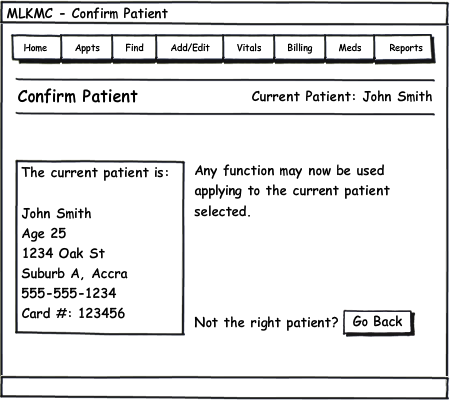 MLKMC - Confirm Patient
Home Appts Find Add/Edit Vitals Billing Meds Reports
Confirm Patient Current Patient: John Smith
The current patient is:
John Smith
Age 25
1234 Oak St
Suburb A, Accra
555-555-1234
Card #: 123456
Any function may now be used
applying to the current patient
selected.
Not the right patient? Go Back